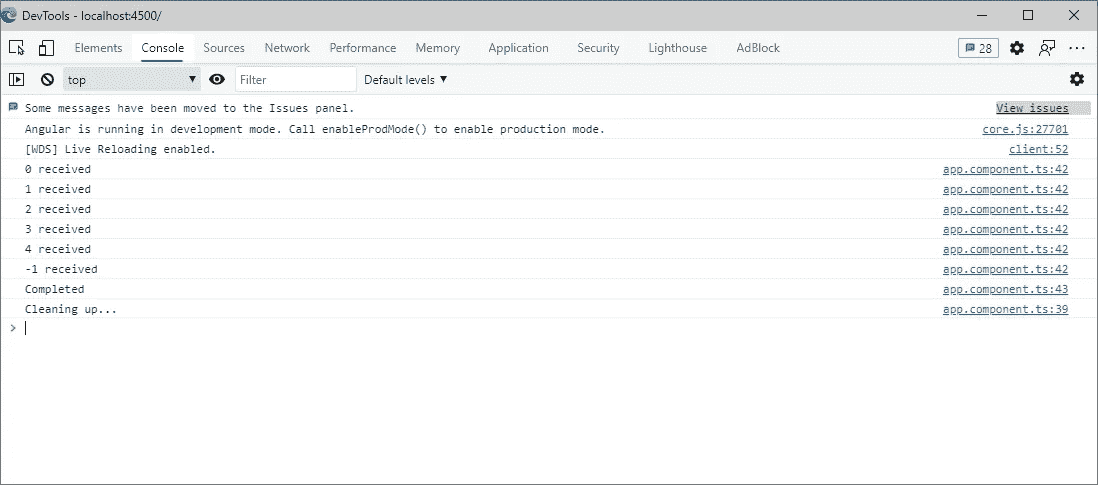 DevTools - localhost:4500/
Elements Console Sources Network Performance Memory Application Security Lighthouse AdBlock 28
top Filter Default levels
Some messages have been moved to the Issues panel. View issues
Angular is running in development mode. Call enableProdMode() to enable production mode. core.js:27701
[WDS] Live Reloading enabled. client:52
0 received app.component.ts:42
1 received app.component.ts:42
2 received app.component.ts:42
3 received app.component.ts:42
4 received app.component.ts:42
-1 received app.component.ts:42
Completed app.component.ts:43
Cleaning up... app.component.ts:39